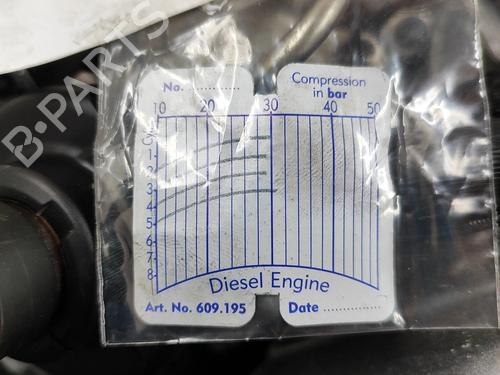 B-PARTS
No. ............
Compression
in bar
10 20 30 40 50
1
2
3
4
5
6
7
8
Diesel Engine
Art. No. 609.195
Date ...............